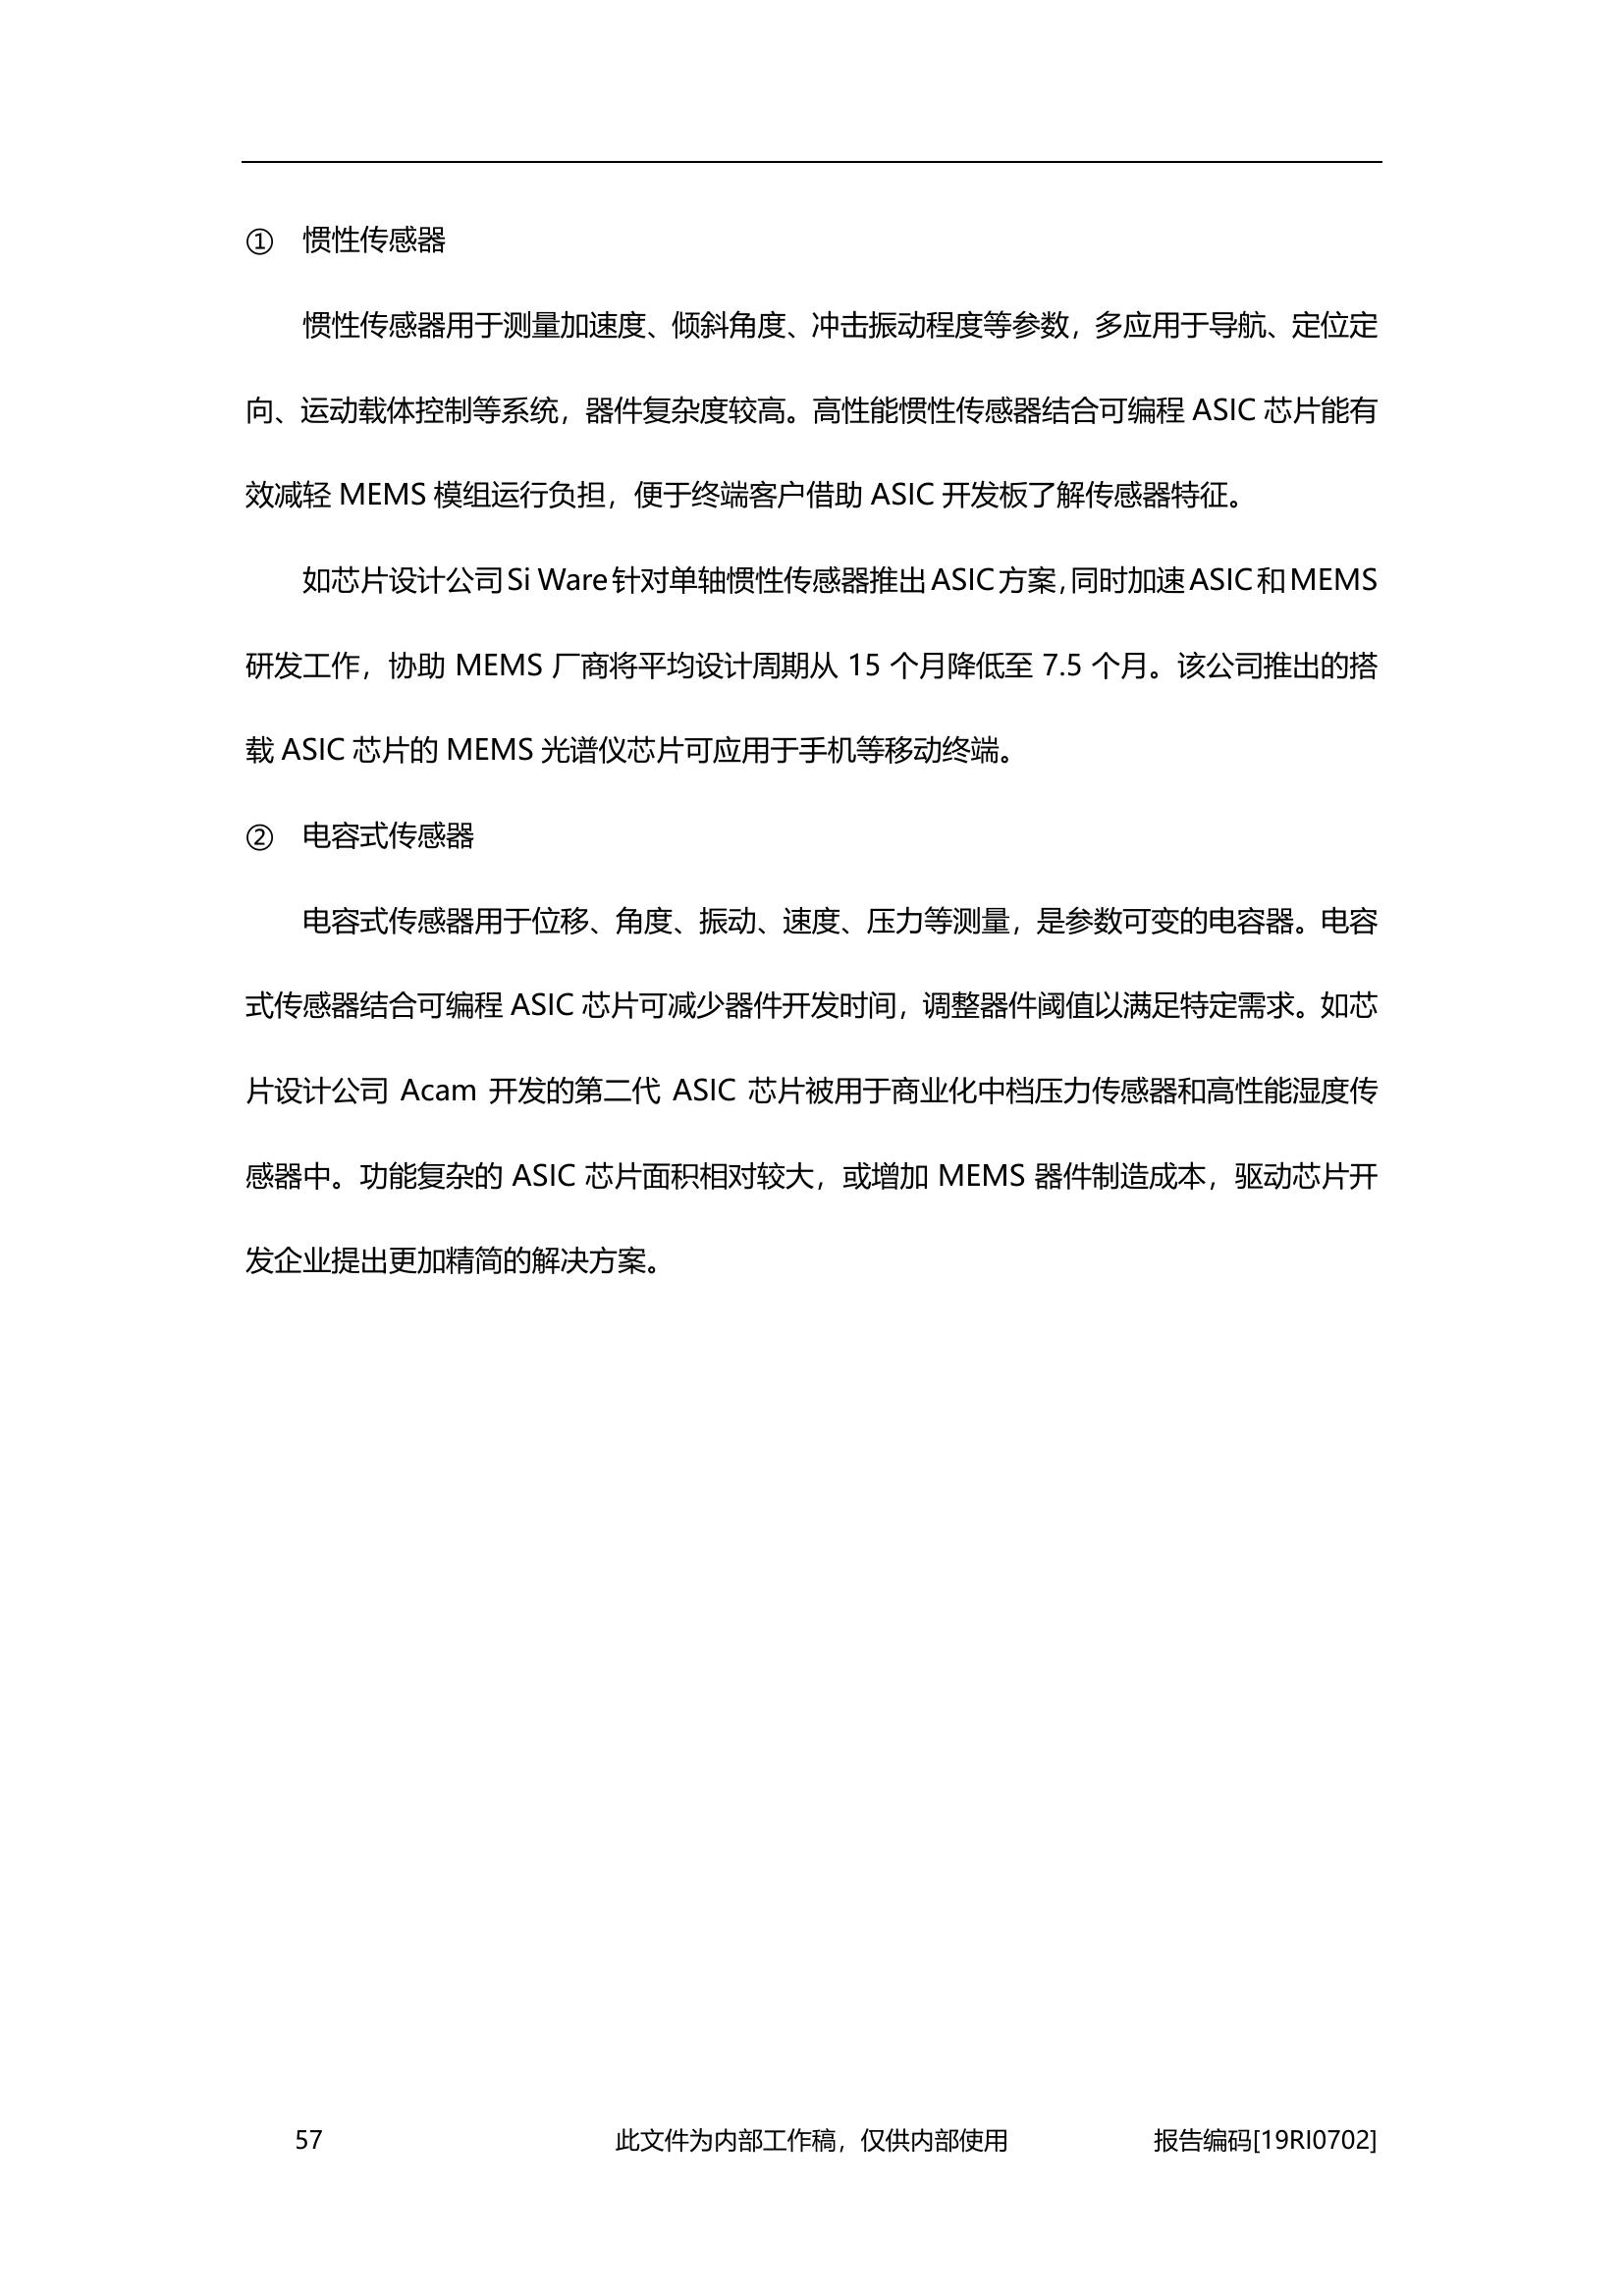 ① 惯性传感器
惯性传感器用于测量加速度、倾斜角度、冲击振动程度等参数，多应用于导航、定位定
向、运动载体控制等系统，器件复杂度较高。高性能惯性传感器结合可编程 ASIC 芯片能有
效减轻 MEMS 模组运行负担，便于终端客户借助 ASIC 开发板了解传感器特征。
如芯片设计公司 Si Ware 针对单轴惯性传感器推出 ASIC 方案，同时加速 ASIC 和 MEMS
研发工作，协助 MEMS 厂商将平均设计周期从 15 个月降低至 7.5 个月。该公司推出的搭
载 ASIC 芯片的 MEMS 光谱仪芯片可应用于手机等移动终端。
② 电容式传感器
电容式传感器用于位移、角度、振动、速度、压力等测量，是参数可变的电容器。电容
式传感器结合可编程 ASIC 芯片可减少器件开发时间，调整器件阈值以满足特定需求。如芯
片设计公司 Acam 开发的第二代 ASIC 芯片被用于商业化中档压力传感器和高性能湿度传
感器中。功能复杂的 ASIC 芯片面积相对较大，或增加 MEMS 器件制造成本，驱动芯片开
发企业提出更加精简的解决方案。
57 此文件为内部工作稿，仅供内部使用 报告编码[19RI0702]